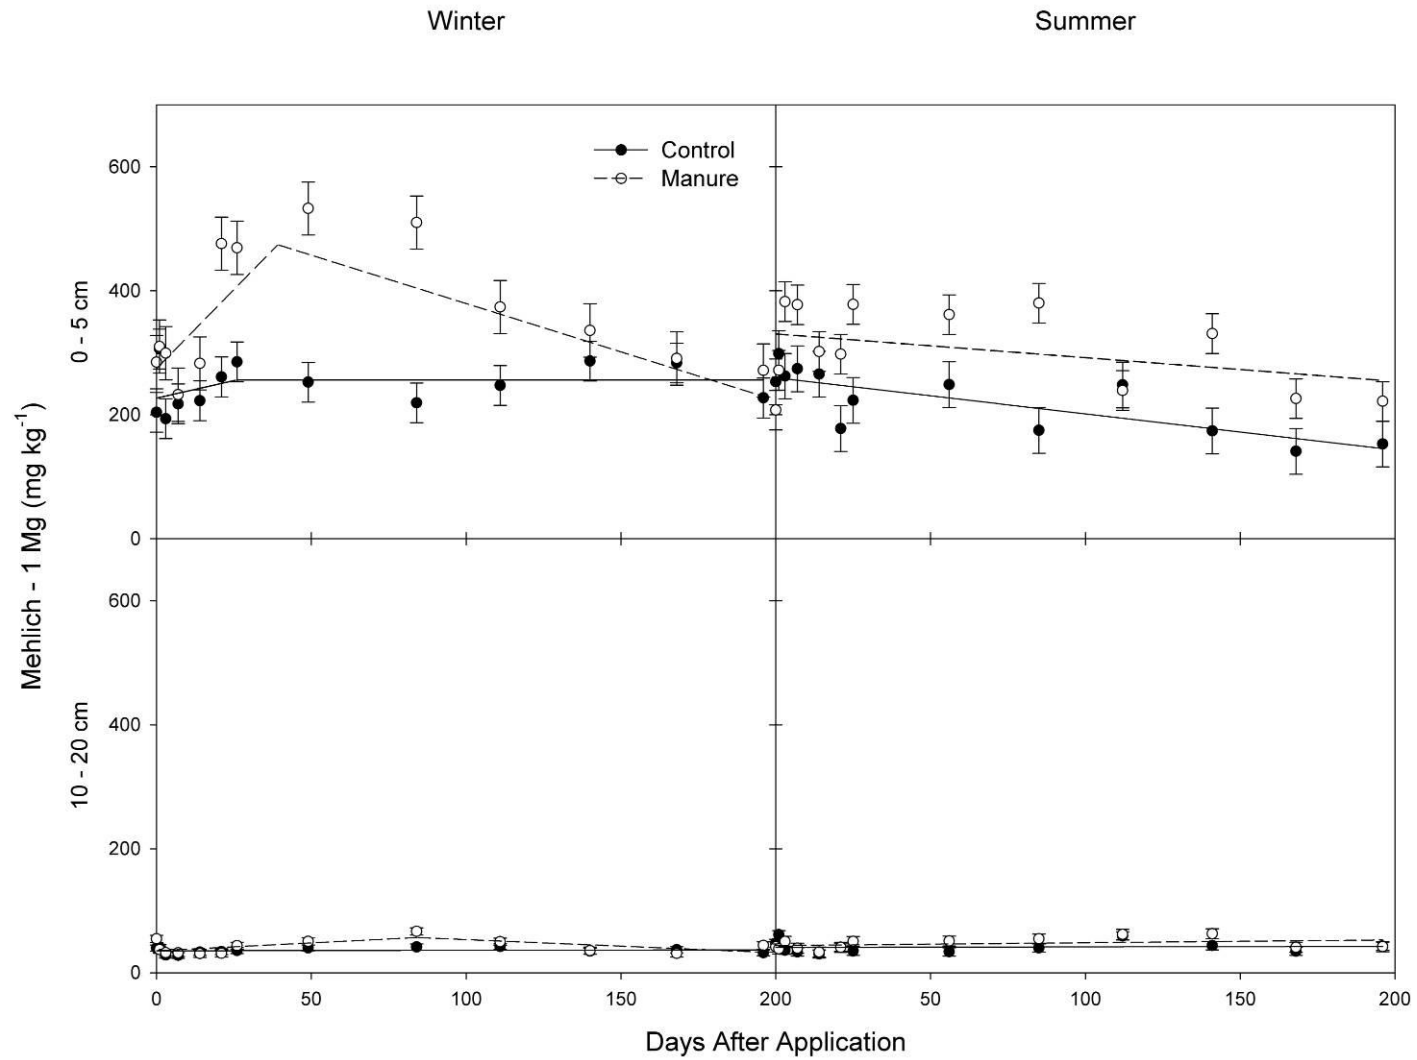 Winter
Summer
Control
Manure
Mehlich - 1 Mg (mg kg⁻¹)
0 - 5 cm
600
400
200
0
10 - 20 cm
600
400
200
0
0
50
100
150
200
50
100
150
200
Days After Application